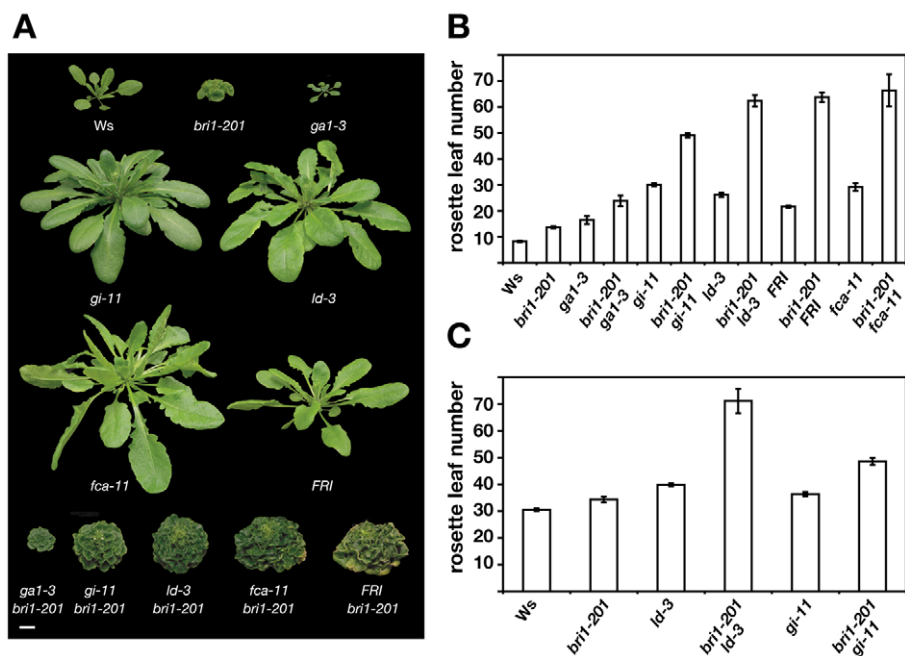 A
Ws
bri1-201
ga1-3
gi-11
ld-3
fca-11
FRI
ga1-3
bri1-201
gi-11
bri1-201
ld-3
bri1-201
fca-11
bri1-201
FRI
bri1-201
B
rosette leaf number
70
60
50
40
30
20
10
Ws
bri1-201
ga1-3
bri1-201
ga1-3
gi-11
bri1-201
gi-11
ld-3
bri1-201
ld-3
FRI
bri1-201
FRI
fca-11
bri1-201
fca-11
C
rosette leaf number
70
60
50
40
30
20
10
Ws
bri1-201
ld-3
bri1-201
ld-3
gi-11
bri1-201
gi-11